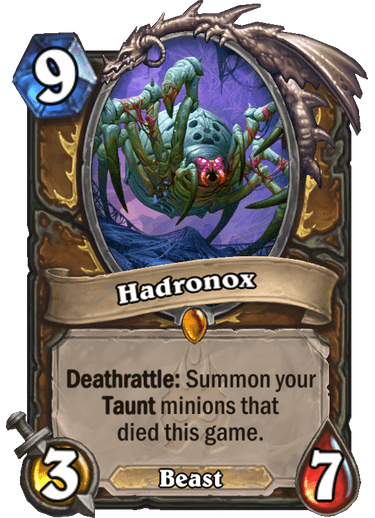 9
Hadronox
Deathrattle: Summon your
Taunt minions that
died this game.
3
Beast
7